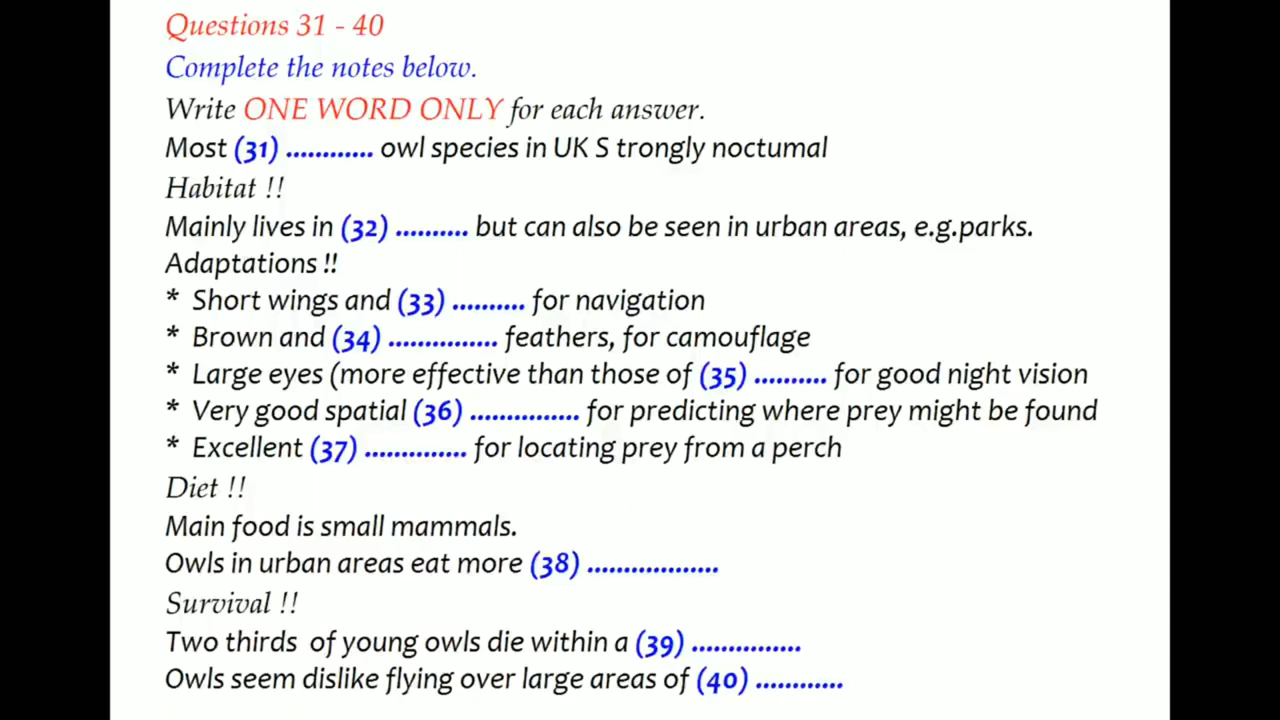 Questions 31 - 40
Complete the notes below.
Write ONE WORD ONLY for each answer.
Most (31) ............ owl species in UK S trongly noctumal
Habitat !!
Mainly lives in (32) .......... but can also be seen in urban areas, e.g.parks.
Adaptations !!
* Short wings and (33) .......... for navigation
* Brown and (34) ............... feathers, for camouflage
* Large eyes (more effective than those of (35) .......... for good night vision
* Very good spatial (36) ............... for predicting where prey might be found
* Excellent (37) .............. for locating prey from a perch
Diet !!
Main food is small mammals.
Owls in urban areas eat more (38) ..................
Survival !!
Two thirds of young owls die within a (39) ...............
Owls seem dislike flying over large areas of (40) ............